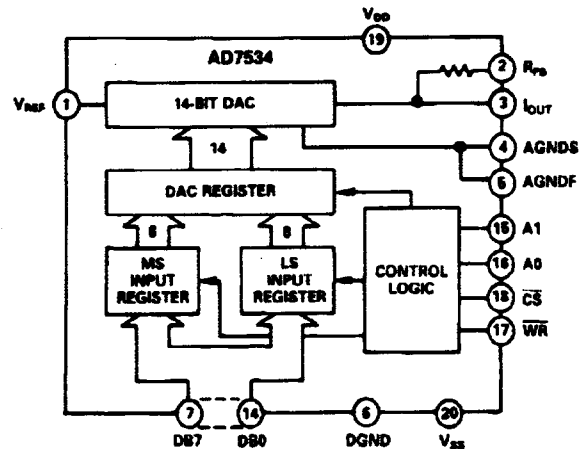 VDD
19
AD7534
2 RFB
VREF 1
14-BIT DAC
3 IOUT
4 AGNDS
14
5 AGNDF
DAC REGISTER
6
8
15 A1
MS INPUT REGISTER
LS INPUT REGISTER
CONTROL LOGIC
16 A0
18 CS
17 WR
7
14
6
20
DB7
DB0
DGND
VSS